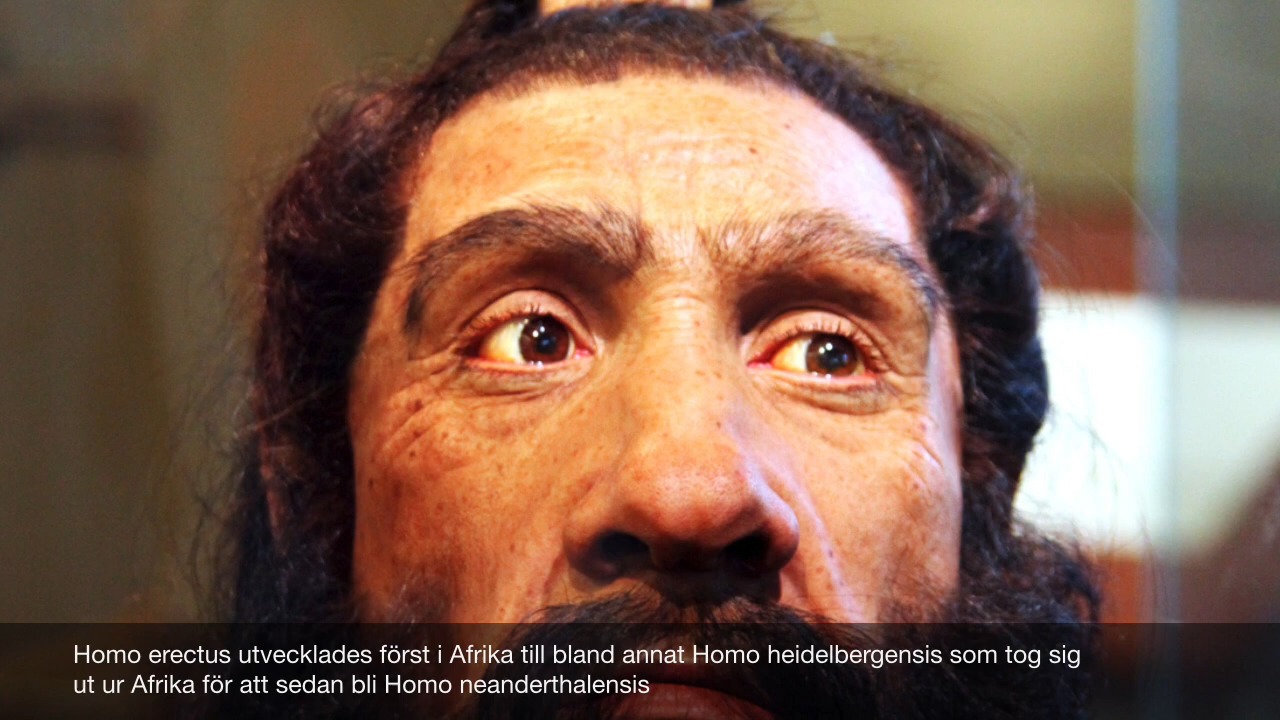 Homo erectus utvecklades först i Afrika till bland annat Homo heidelbergensis som tog sig
ut ur Afrika för att sedan bli Homo neanderthalensis